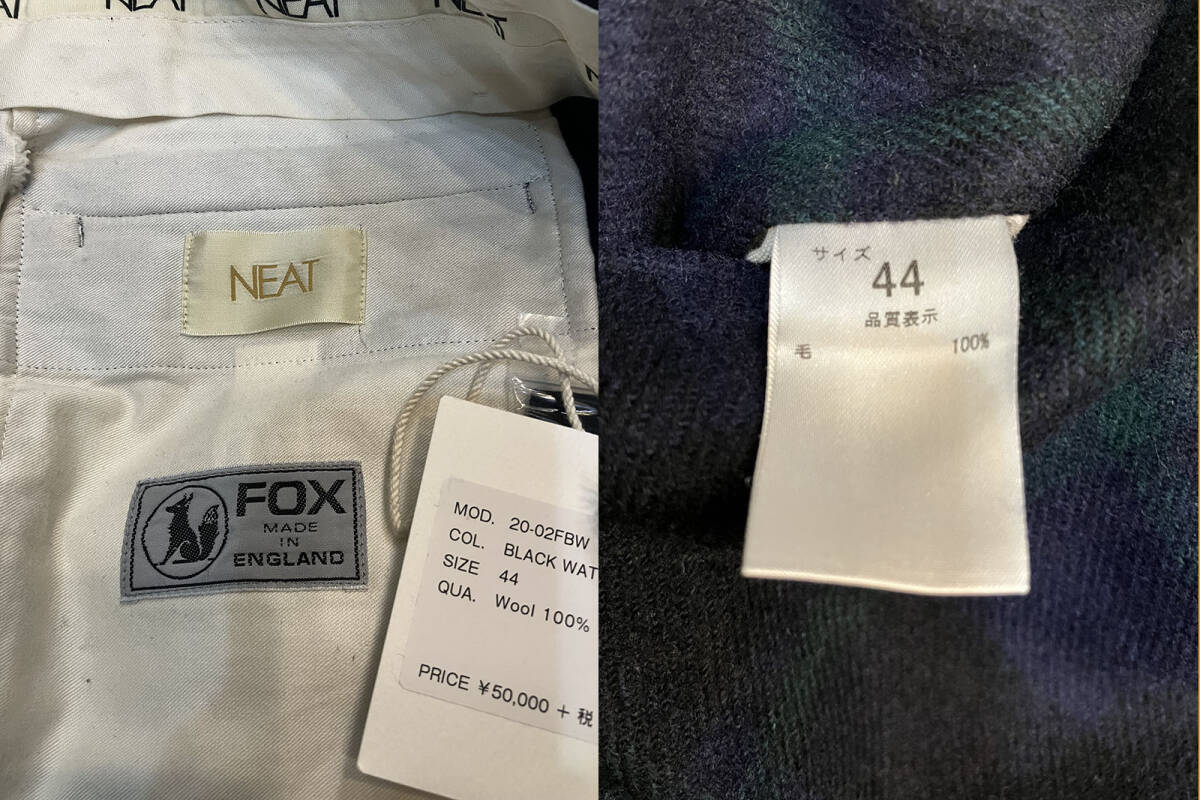 NEAT
NEAT
NEAT
FOX
MADE
IN
ENGLAND
MOD. 20-02FBW
COL. BLACK WAT
SIZE 44
QUA. Wool 100%
PRICE ¥50,000 + 税
サイズ
44
品質表示
毛 100%